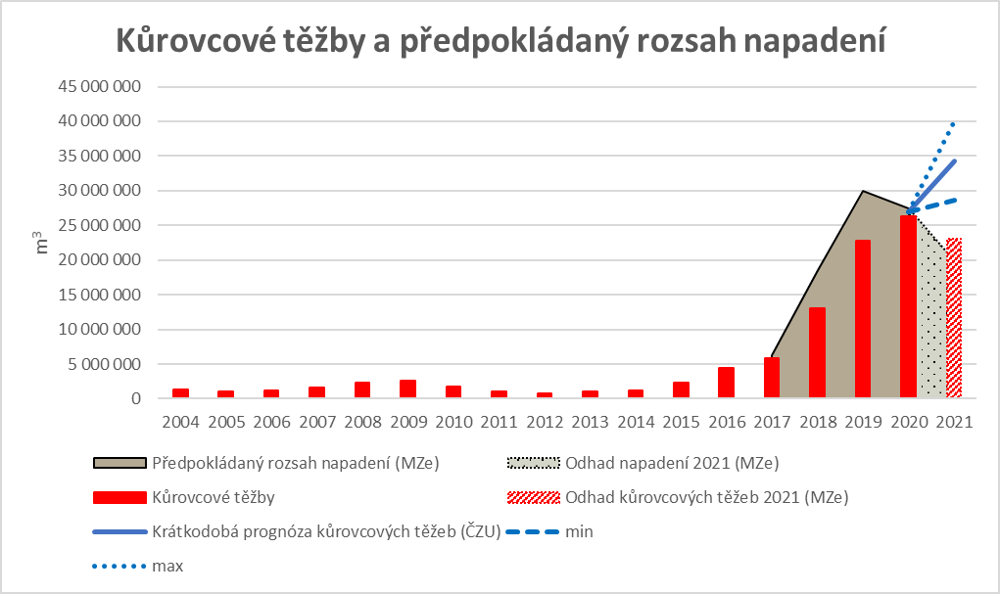 Kůrovcové těžby a předpokládaný rozsah napadení
45 000 000
40 000 000
35 000 000
30 000 000
25 000 000
20 000 000
15 000 000
10 000 000
5 000 000
0
m³
2004 2005 2006 2007 2008 2009 2010 2011 2012 2013 2014 2015 2016 2017 2018 2019 2020 2021
Předpokládaný rozsah napadení (MZe) Odhad napadení 2021 (MZe)
Kůrovcové těžby Odhad kůrovcových těžeb 2021 (MZe)
Krátkodobá prognóza kůrovcových těžeb (ČZU) min
max